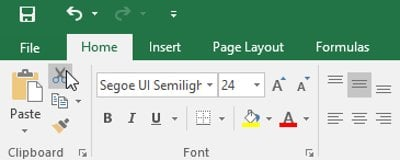 File Home Insert Page Layout Formulas
Segoe UI Semiligh 24 A A
Paste B I U A
Clipboard Font